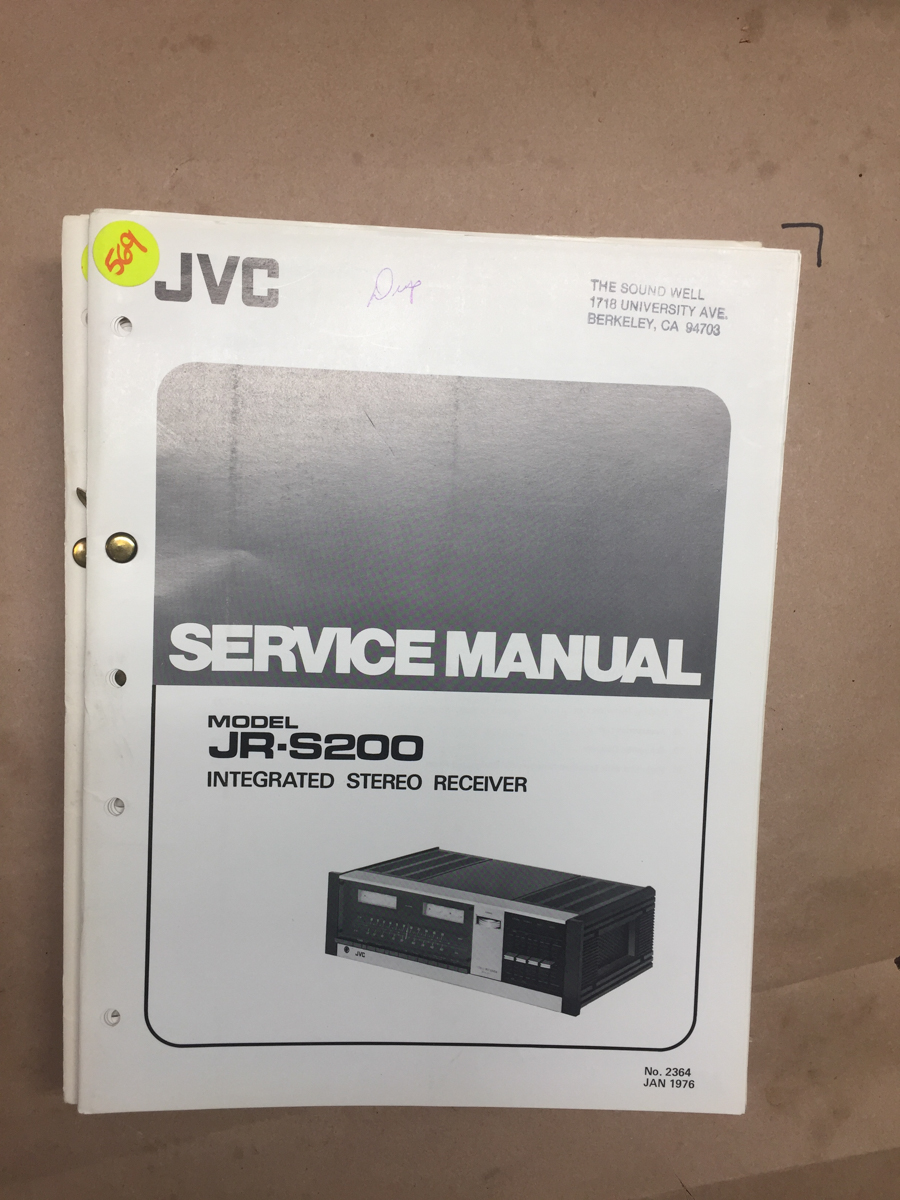 569
JVC
THE SOUND WELL
1718 UNIVERSITY AVE.
BERKELEY, CA 94703
SERVICE MANUAL
MODEL
JR-S200
INTEGRATED STEREO RECEIVER
JVC
No. 2364
JAN 1976